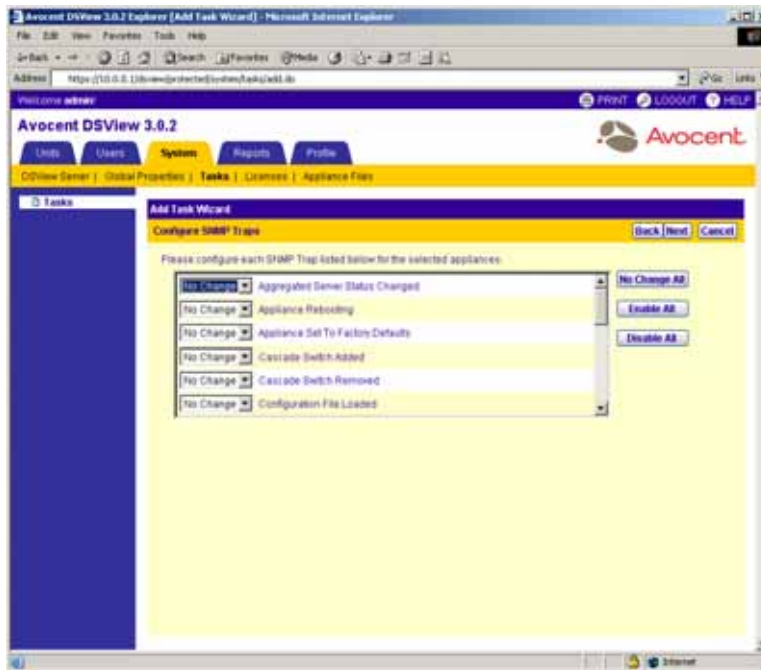 Avocent DSView 3.0.2 Explorer [Add Task Wizard] - Microsoft Internet Explorer
File Edit View Favorites Tools Help
Back Search Favorites Media
Address Go Links
Welcome admin PRINT LOGOUT HELP
Avocent DSView 3.0.2
Avocent
Units Users System Reports Profile
DSView Server | Global Properties | Tasks | Licenses | Appliance Files
Tasks
Add Task Wizard
Configure SNMP Traps Back Next Cancel
Please configure each SNMP Trap listed below for the selected appliances.
No Change Aggregated Server Status Changed No Change All
No Change Appliance Rebooting Enable All
No Change Appliance Set To Factory Defaults Disable All
No Change Cascade Switch Added
No Change Cascade Switch Removed
No Change Configuration File Loaded
Internet